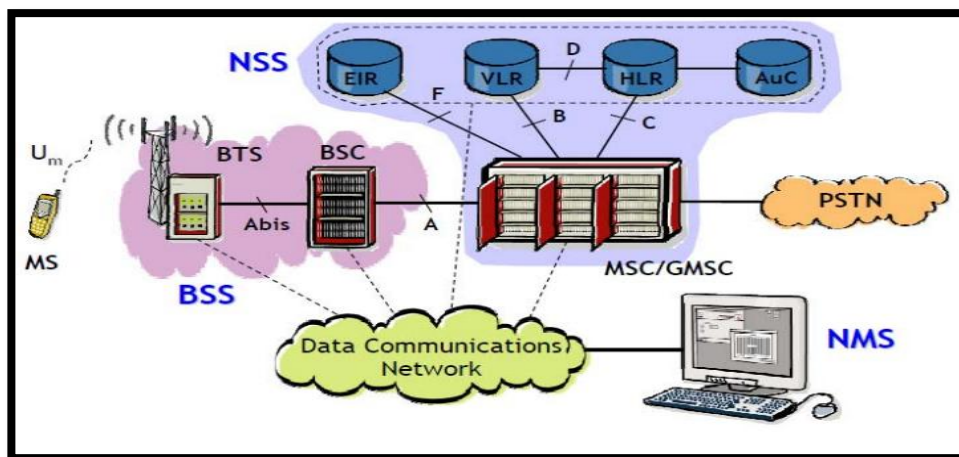 NSS
EIR
VLR
D
HLR
AuC
F
B
C
Um
BTS
BSC
Abis
A
MS
BSS
MSC/GMSC
PSTN
Data Communications
Network
NMS